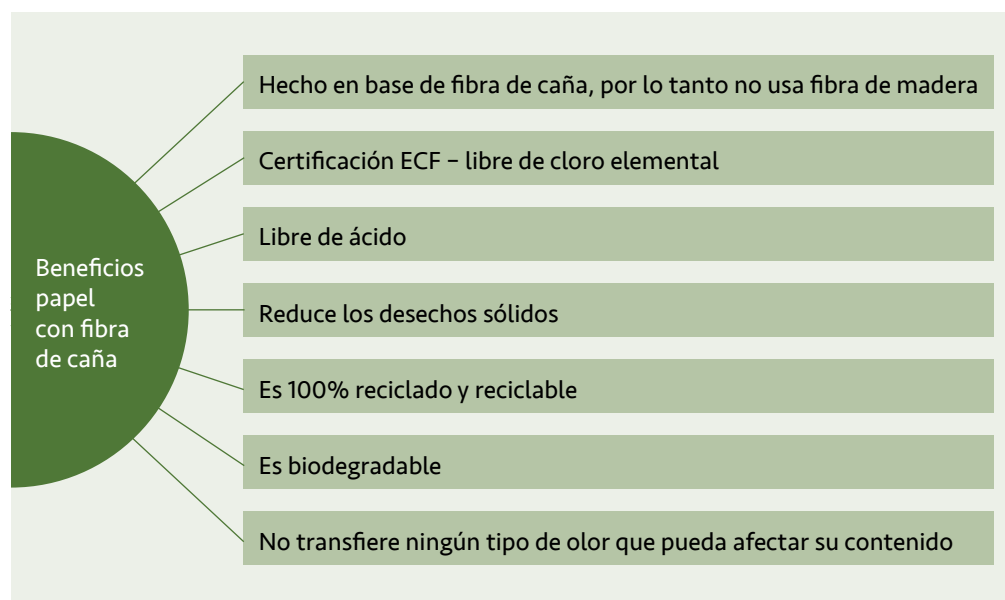 Hecho en base de fibra de caña, por lo tanto no usa fibra de madera
Certificación ECF – libre de cloro elemental
Libre de ácido
Beneficios
papel
con fibra
de caña
Reduce los desechos sólidos
Es 100% reciclado y reciclable
Es biodegradable
No transfiere ningún tipo de olor que pueda afectar su contenido